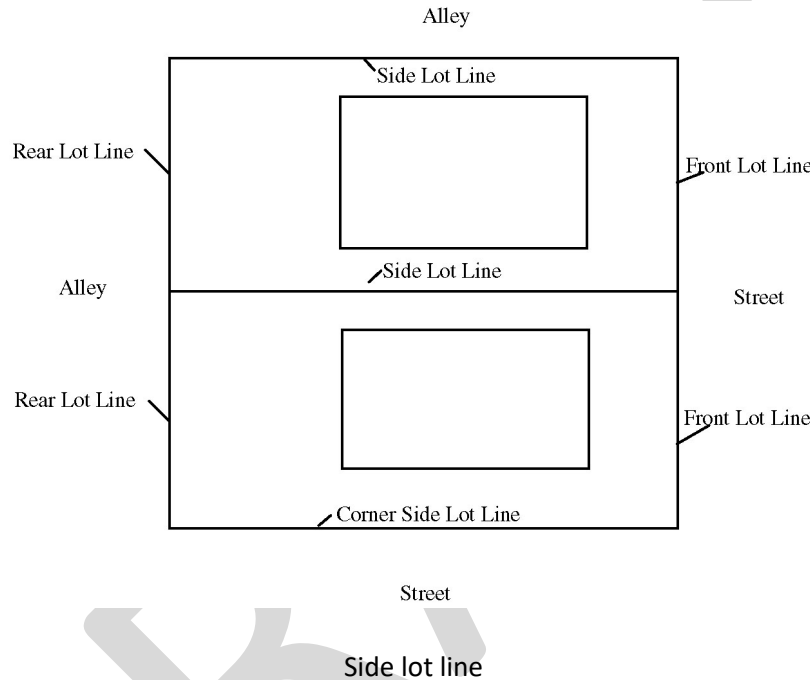 Alley
Side Lot Line
Rear Lot Line
Front Lot Line
Side Lot Line
Alley
Street
Rear Lot Line
Front Lot Line
Corner Side Lot Line
Street
Side lot line